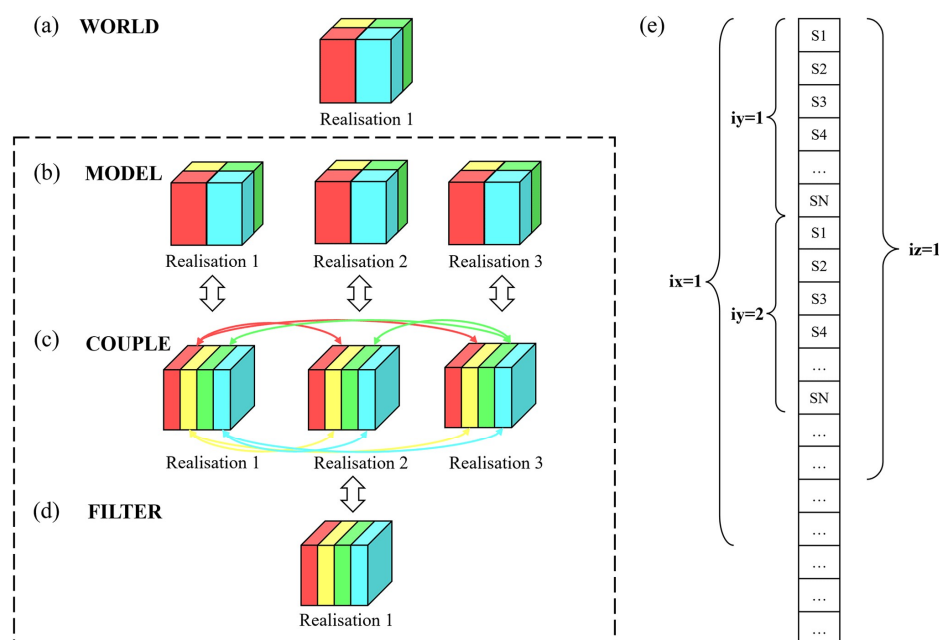 (a) WORLD
Realisation 1
(b) MODEL
Realisation 1 Realisation 2 Realisation 3
(c) COUPLE
Realisation 1 Realisation 2 Realisation 3
(d) FILTER
Realisation 1
(e)
S1
S2
S3
iy=1
S4
...
SN
S1
S2
iz=1
ix=1
S3
iy=2
S4
...
SN
...
...
...
...
...
...
...